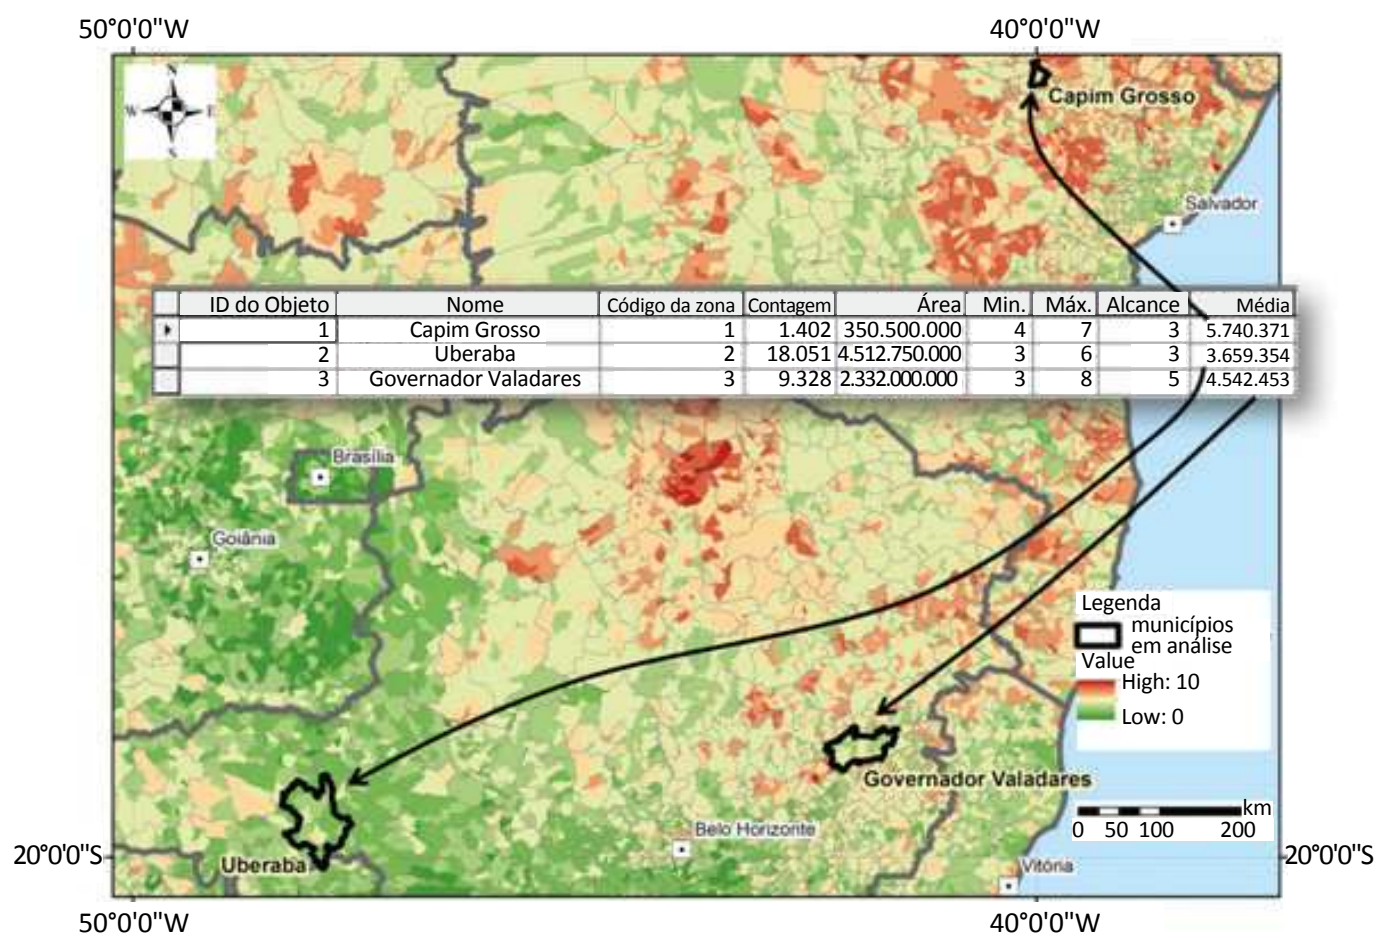 50°0'0"W 40°0'0"W
N
W E
S
Capim Grosso
Salvador
ID do Objeto Nome Código da zona Contagem Área Min. Máx. Alcance Média
1 Capim Grosso 1 1.402 350.500.000 4 7 3 5.740.371
2 Uberaba 2 18.051 4.512.750.000 3 6 3 3.659.354
3 Governador Valadares 3 9.328 2.332.000.000 3 8 5 4.542.453
Brasília
Goiânia
Legenda
municípios
em análise
Value
High: 10
Low: 0
Governador Valadares
km
0 50 100 200
Belo Horizonte
20°0'0"S 20°0'0"S
Uberaba
Vitória
50°0'0"W 40°0'0"W